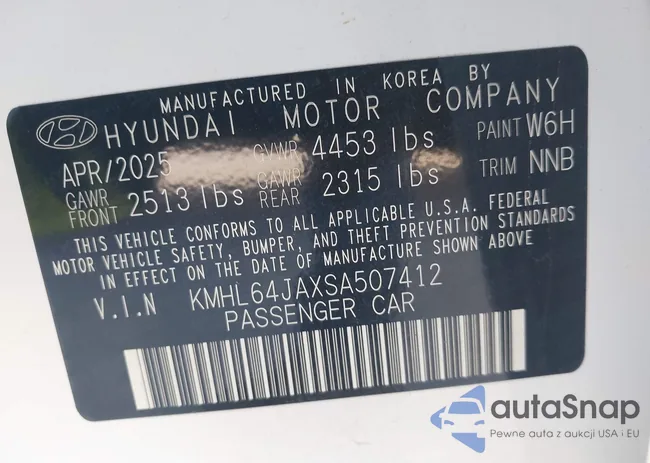 MANUFACTURED IN KOREA BY
HYUNDAI MOTOR COMPANY
APR/2025 GVWR 4453 lbs PAINT W6H
GAWR FRONT 2513 lbs GAWR REAR 2315 lbs TRIM NNB
THIS VEHICLE CONFORMS TO ALL APPLICABLE U.S.A. FEDERAL
MOTOR VEHICLE SAFETY, BUMPER, AND THEFT PREVENTION STANDARDS
IN EFFECT ON THE DATE OF MANUFACTURE SHOWN ABOVE
V.I.N KMHL64JAXSA507412
PASSENGER CAR
autaSnap
Pewne auta z aukcji USA i EU